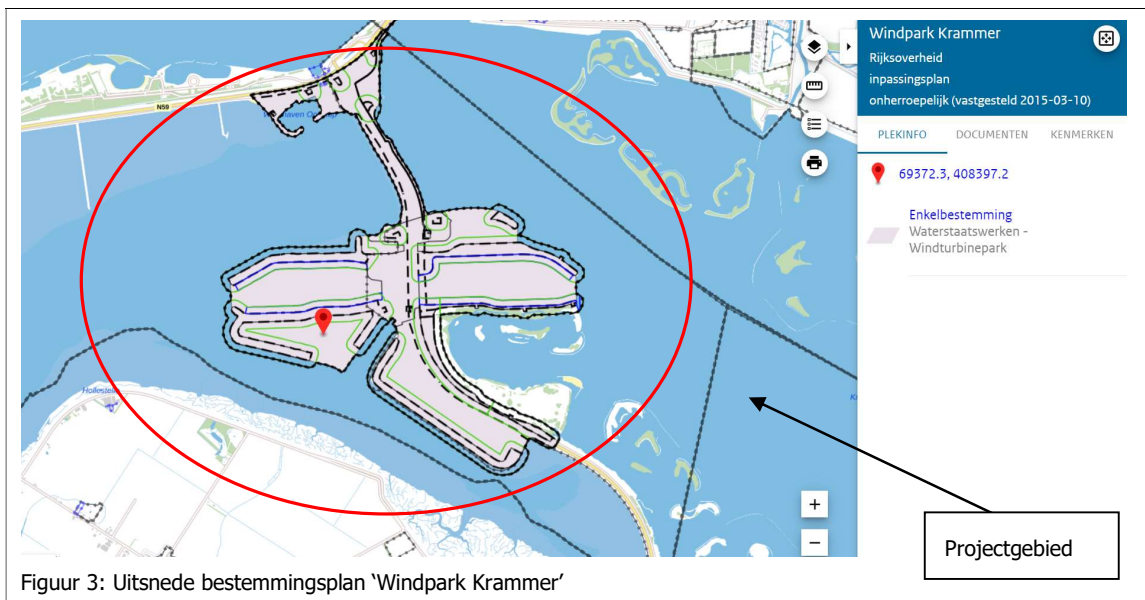 Windpark Krammer
Rijksoverheid
inpassingsplan
onherroepelijk (vastgesteld 2015-03-10)
PLEKINFO DOCUMENTEN KENMERKEN
69372.3, 408397.2
Enkelbestemming
Waterstaatswerken -
Windturbinepark
N59
+
−
Projectgebied
Figuur 3: Uitsnede bestemmingsplan ‘Windpark Krammer’